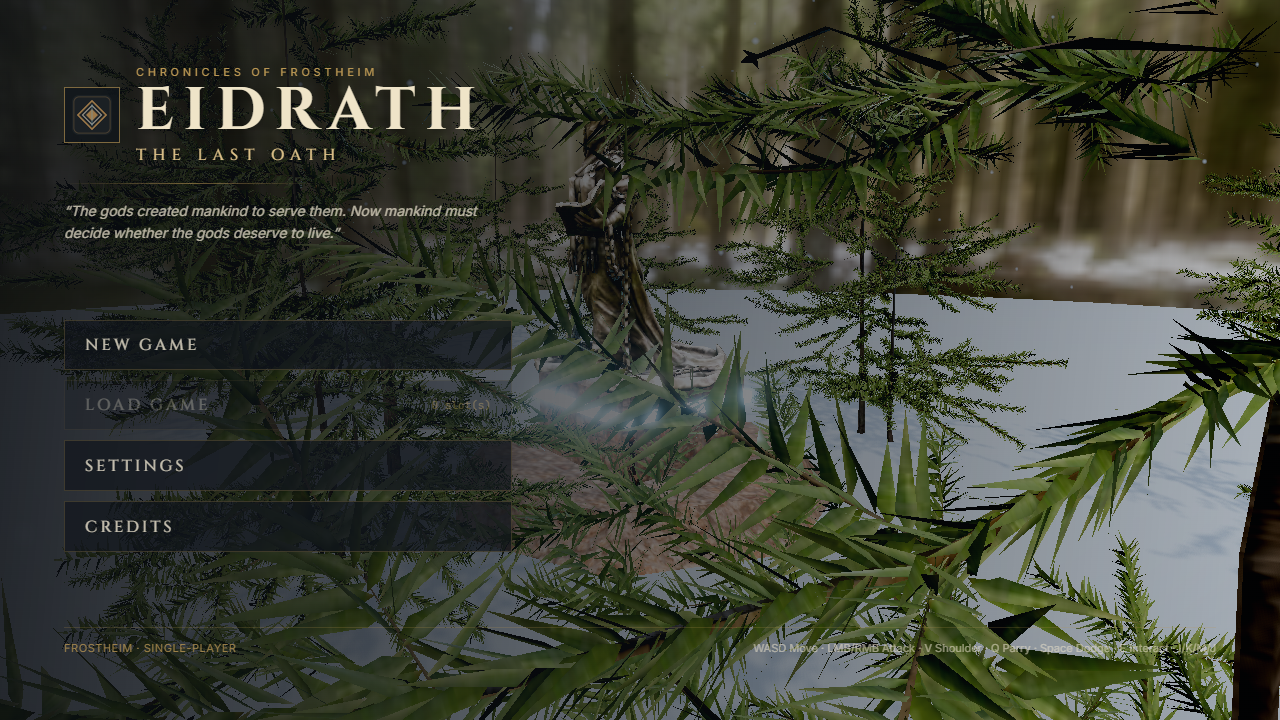 CHRONICLES OF FROSTHEIM
EIDRATH
THE LAST OATH
“The gods created mankind to serve them. Now mankind must
decide whether the gods deserve to live.”
NEW GAME
LOAD GAME
SETTINGS
CREDITS
FROSTHEIM · SINGLE-PLAYER
WASD Move · LMB/RMB Attack · V Shoulder · Q Parry · Space Dodge · E Interact